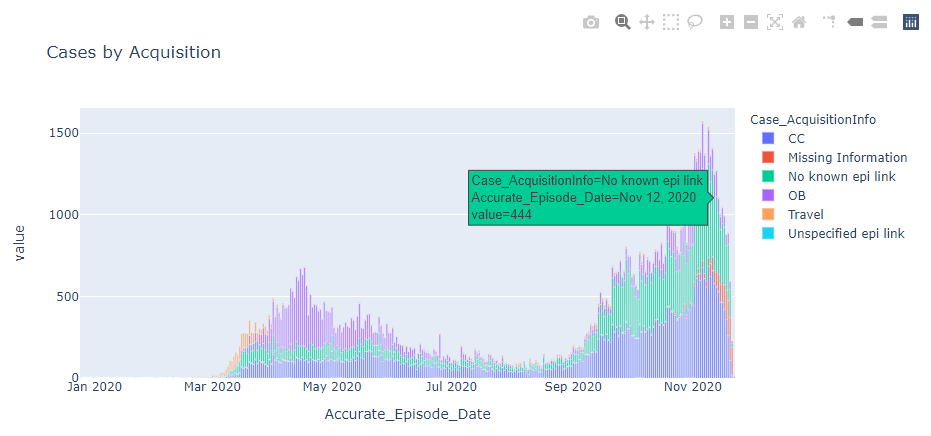 Cases by Acquisition
1500
1000
500
0
value
Jan 2020
Mar 2020
May 2020
Jul 2020
Sep 2020
Nov 2020
Accurate_Episode_Date
Case_AcquisitionInfo=No known epi link
Accurate_Episode_Date=Nov 12, 2020
value=444
Case_AcquisitionInfo
CC
Missing Information
No known epi link
OB
Travel
Unspecified epi link